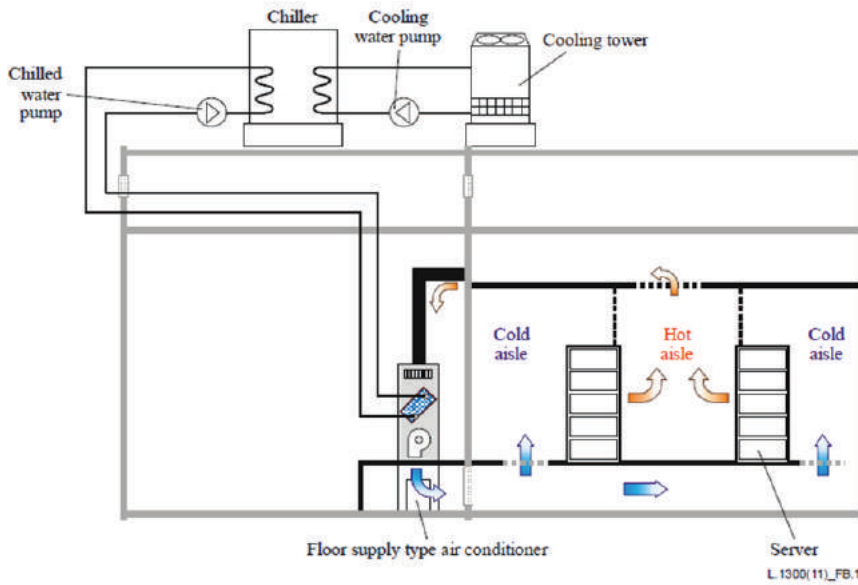 Chiller
Cooling
water pump
Cooling tower
Chilled
water
pump
Cold
aisle
Hot
aisle
Cold
aisle
Floor supply type air conditioner
Server
L.1300(11)_FB.1